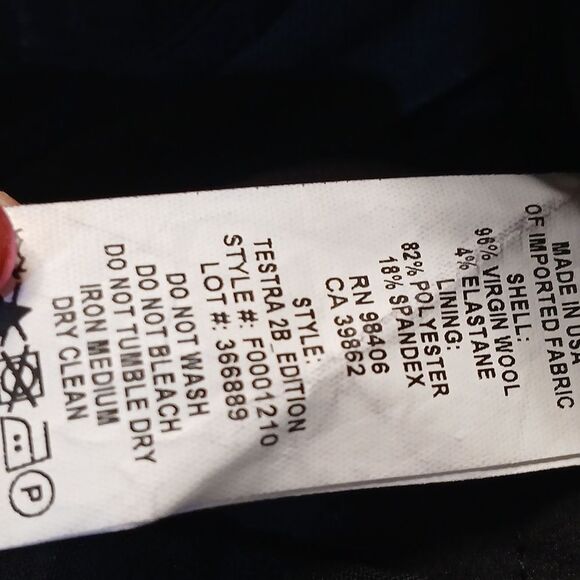 MADE IN USA
OF IMPORTED FABRIC
SHELL:
96% VIRGIN WOOL
4% ELASTANE
LINING:
82% POLYESTER
18% SPANDEX
RN 98406
CA 39862
STYLE:
TESTRA 2B_EDITION
STYLE #: F0001210
LOT #: 366889
DO NOT WASH
DO NOT BLEACH
DO NOT TUMBLE DRY
IRON MEDIUM
DRY CLEAN
P